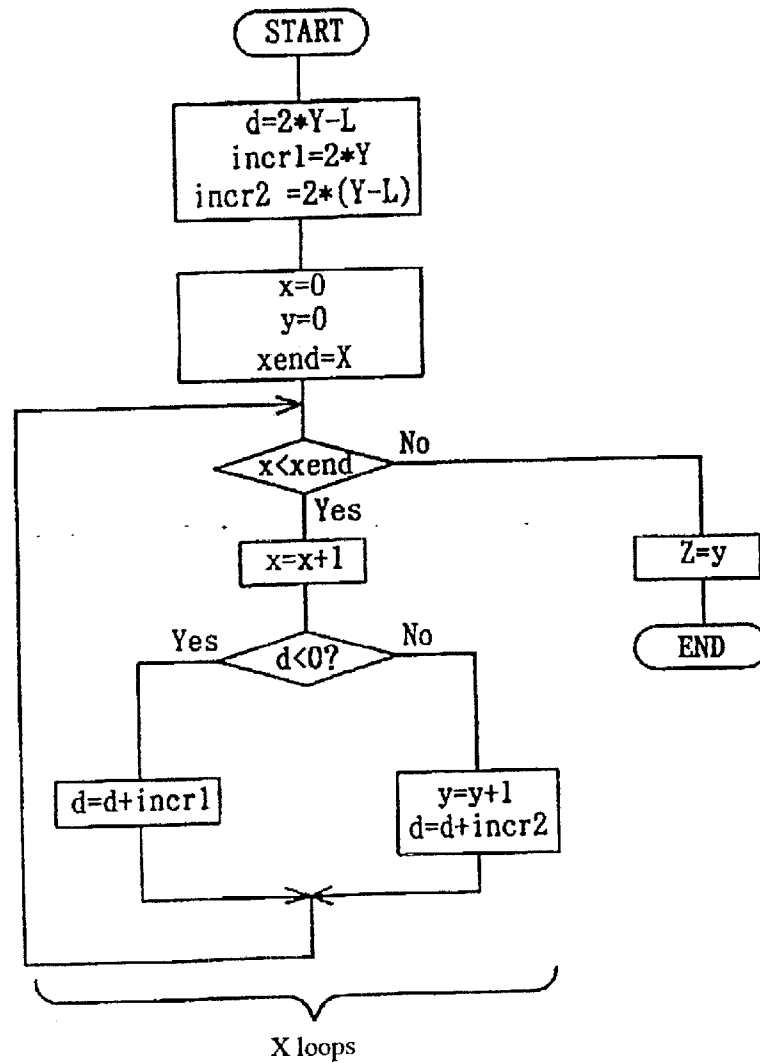 START
d=2*Y-L
incr1=2*Y
incr2 =2*(Y-L)
x=0
y=0
xend=X
x<xend
No
Yes
x=x+1
Z=y
END
Yes
d<0?
No
d=d+incr1
y=y+1
d=d+incr2
X loops